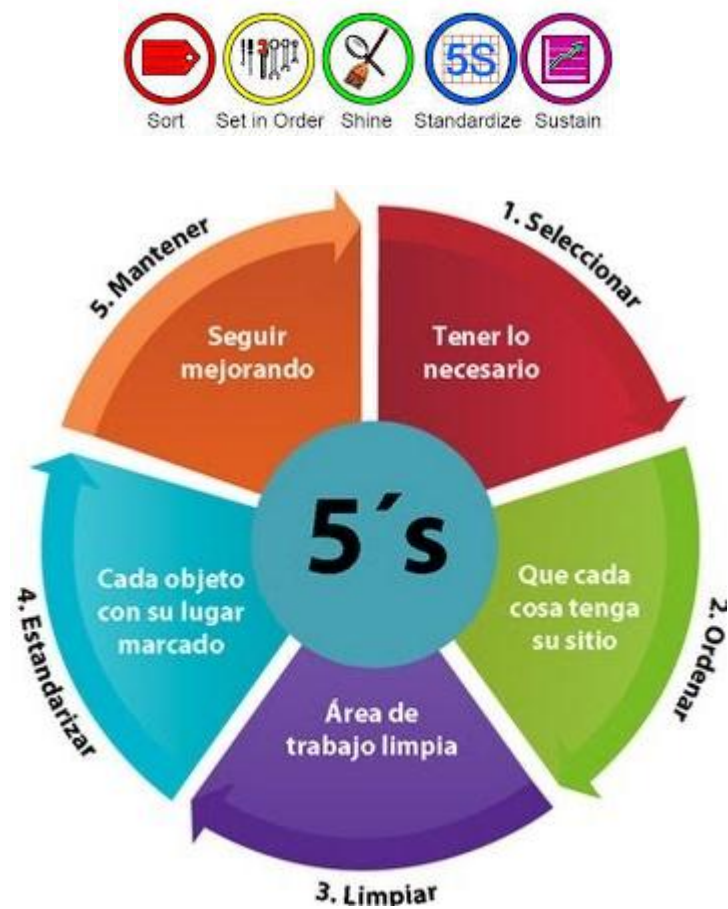 5S
Sort
Set in Order
Shine
Standardize
Sustain
1. Seleccionar
Tener lo
necesario
2. Ordenar
Que cada
cosa tenga
su sitio
3. Limpiar
Área de
trabajo limpia
4. Estandarizar
Cada objeto
con su lugar
marcado
5. Mantener
Seguir
mejorando
5´s